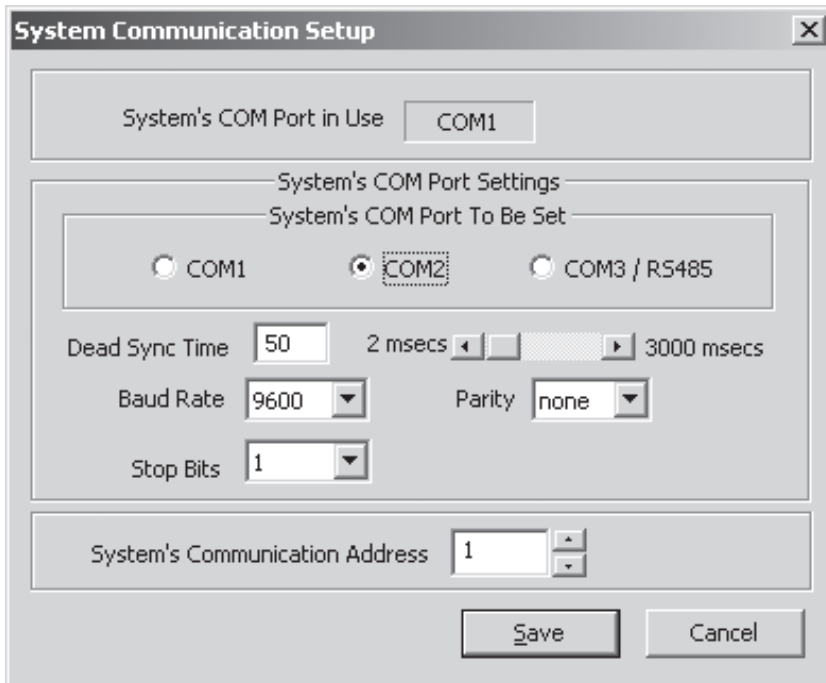 System Communication Setup
System's COM Port in Use COM1
System's COM Port Settings
System's COM Port To Be Set
COM1 COM2 COM3 / RS485
Dead Sync Time 50 2 msecs 3000 msecs
Baud Rate 9600 Parity none
Stop Bits 1
System's Communication Address 1
Save Cancel